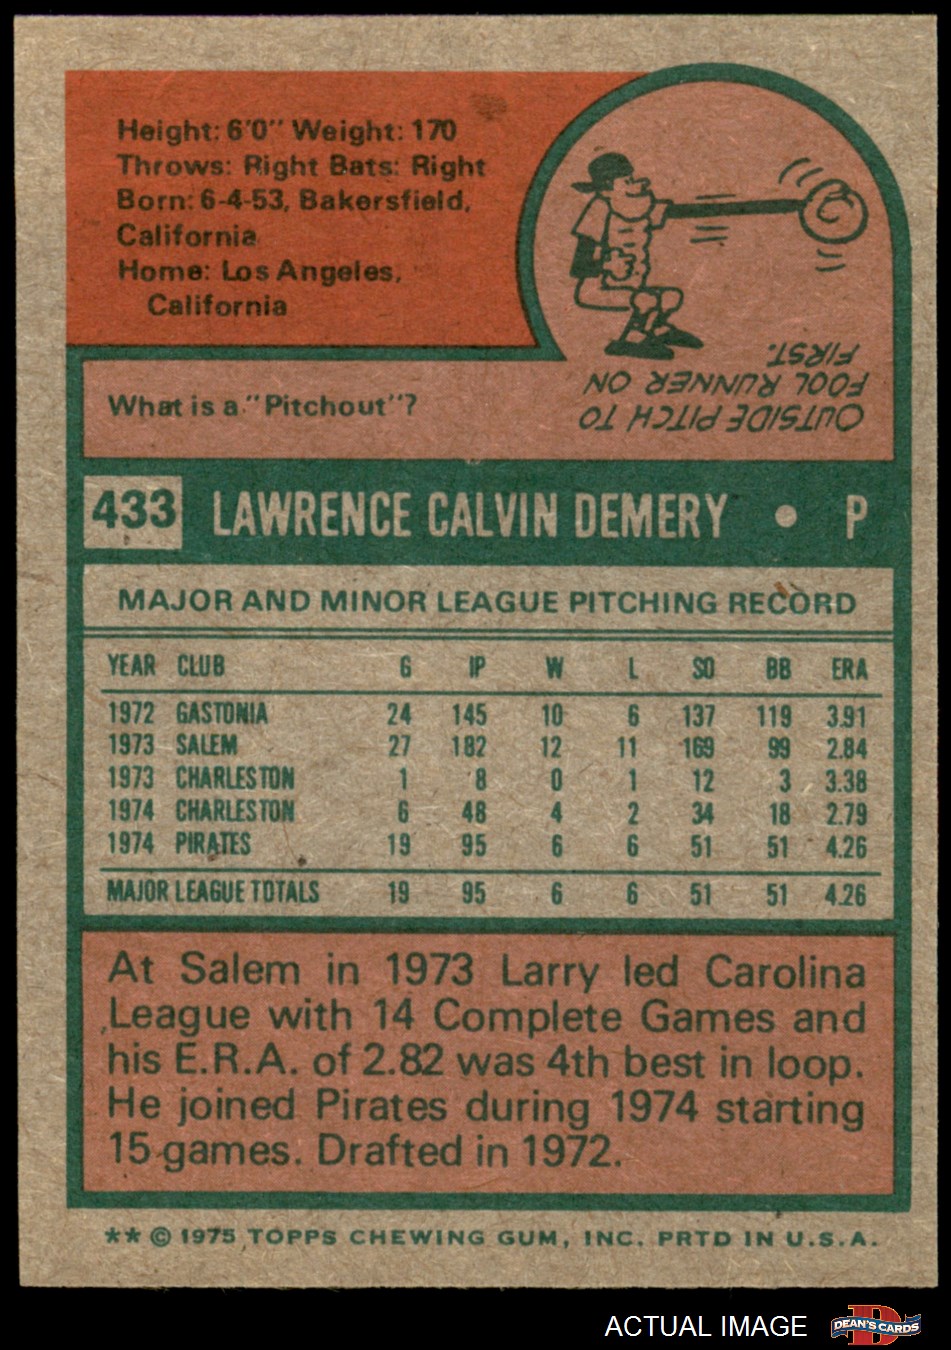 Height: 6'0" Weight: 170
Throws: Right Bats: Right
Born: 6-4-53, Bakersfield,
California
Home: Los Angeles,
California
What is a "Pitchout"?
OUTSIDE PITCH TO
FOOL RUNNER ON
FIRST.
433 LAWRENCE CALVIN DEMERY • P
MAJOR AND MINOR LEAGUE PITCHING RECORD
YEAR CLUB G IP W L SO BB ERA
1972 GASTONIA 24 145 10 6 137 119 3.91
1973 SALEM 27 182 12 11 169 99 2.84
1973 CHARLESTON 1 8 0 1 12 3 3.38
1974 CHARLESTON 6 48 4 2 34 18 2.79
1974 PIRATES 19 95 6 6 51 51 4.26
MAJOR LEAGUE TOTALS 19 95 6 6 51 51 4.26
At Salem in 1973 Larry led Carolina
League with 14 Complete Games and
his E.R.A. of 2.82 was 4th best in loop.
He joined Pirates during 1974 starting
15 games. Drafted in 1972.
** © 1975 TOPPS CHEWING GUM, INC. PRTD IN U.S.A.
ACTUAL IMAGE DEAN'S CARDS